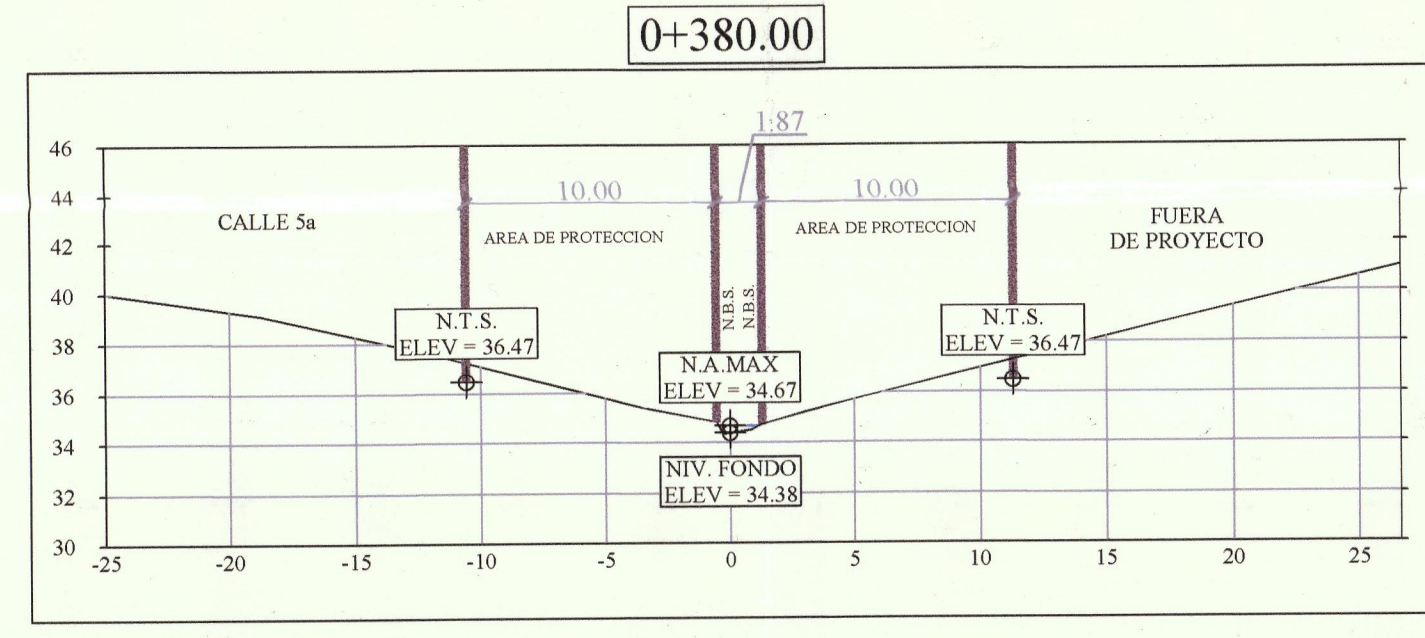 0+380.00
1.87
46
44
42
40
38
36
34
32
30
10.00
10.00
CALLE 5a
AREA DE PROTECCION
AREA DE PROTECCION
FUERA
DE PROYECTO
N.B.S.
N.B.S.
N.T.S.
ELEV = 36.47
N.T.S.
ELEV = 36.47
N.A.MAX
ELEV = 34.67
NIV. FONDO
ELEV = 34.38
-25
-20
-15
-10
-5
0
5
10
15
20
25